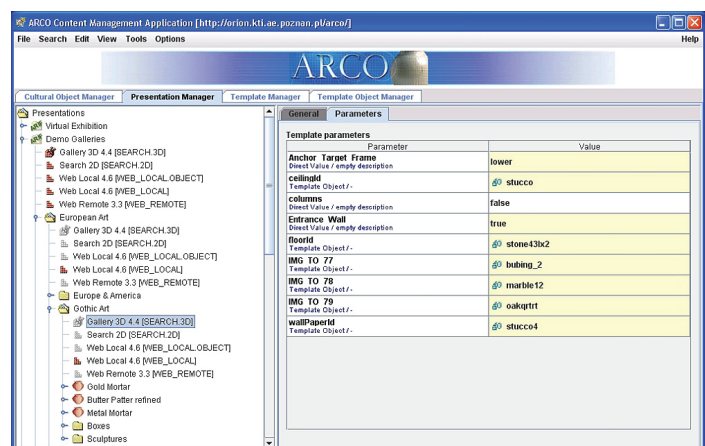 ARCO Content Management Application [http://orion.kti.ae.poznan.pl/arco/]
File Search Edit View Tools Options Help
ARCO
Cultural Object Manager Presentation Manager Template Manager Template Object Manager
Presentations
Virtual Exhibition
Demo Galleries
Gallery 3D 4.4 [SEARCH.3D]
Search 2D [SEARCH.2D]
Web Local 4.6 [WEB_LOCAL.OBJECT]
Web Local 4.6 [WEB_LOCAL]
Web Remote 3.3 [WEB_REMOTE]
European Art
Gallery 3D 4.4 [SEARCH.3D]
Search 2D [SEARCH.2D]
Web Local 4.6 [WEB_LOCAL.OBJECT]
Web Local 4.6 [WEB_LOCAL]
Web Remote 3.3 [WEB_REMOTE]
Europe & America
Gothic Art
Gallery 3D 4.4 [SEARCH.3D]
Search 2D [SEARCH.2D]
Web Local 4.6 [WEB_LOCAL.OBJECT]
Web Local 4.6 [WEB_LOCAL]
Web Remote 3.3 [WEB_REMOTE]
Gold Mortar
Butter Patter refined
Metal Mortar
Boxes
Sculptures
General Parameters
Template parameters
Parameter Value
Anchor Target Frame lower
Direct Value / empty description
ceilingId stucco
Template Object / -
columns false
Direct Value / empty description
Entrance Wall true
Direct Value / empty description
floorId stone43lx2
Template Object / -
IMG TO 77 bubing_2
Template Object / -
IMG TO 78 marble12
Template Object / -
IMG TO 79 oakqrtrt
Template Object / -
wallPaperId stucco4
Template Object / -